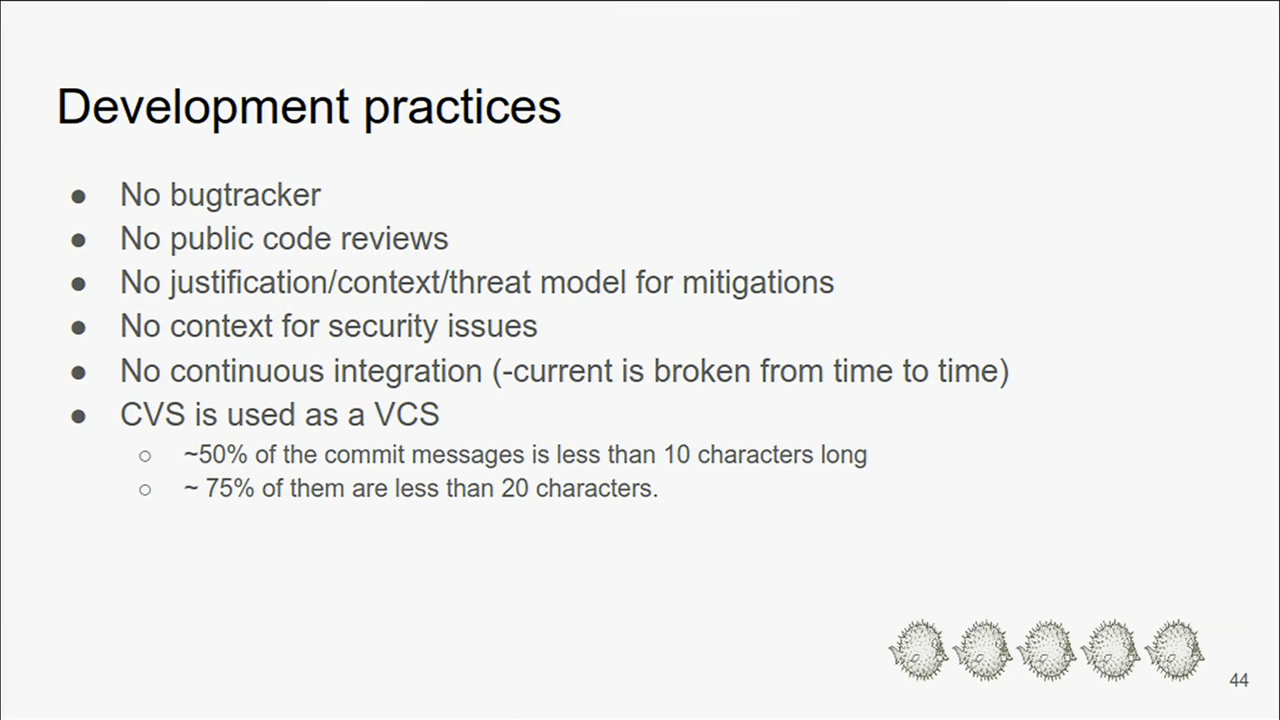 Development practices
● No bugtracker
● No public code reviews
● No justification/context/threat model for mitigations
● No context for security issues
● No continuous integration (-current is broken from time to time)
● CVS is used as a VCS
○ ~50% of the commit messages is less than 10 characters long
○ ~ 75% of them are less than 20 characters.
44